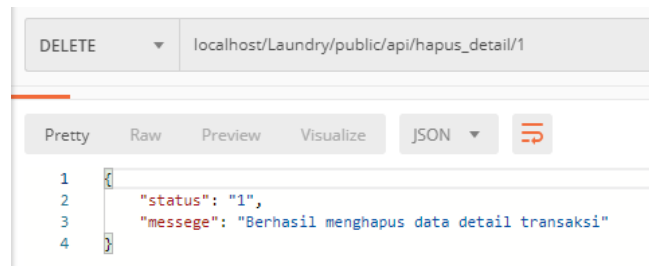 DELETE localhost/Laundry/public/api/hapus_detail/1
Pretty Raw Preview Visualize JSON
1 {
2 "status": "1",
3 "messege": "Berhasil menghapus data detail transaksi"
4 }